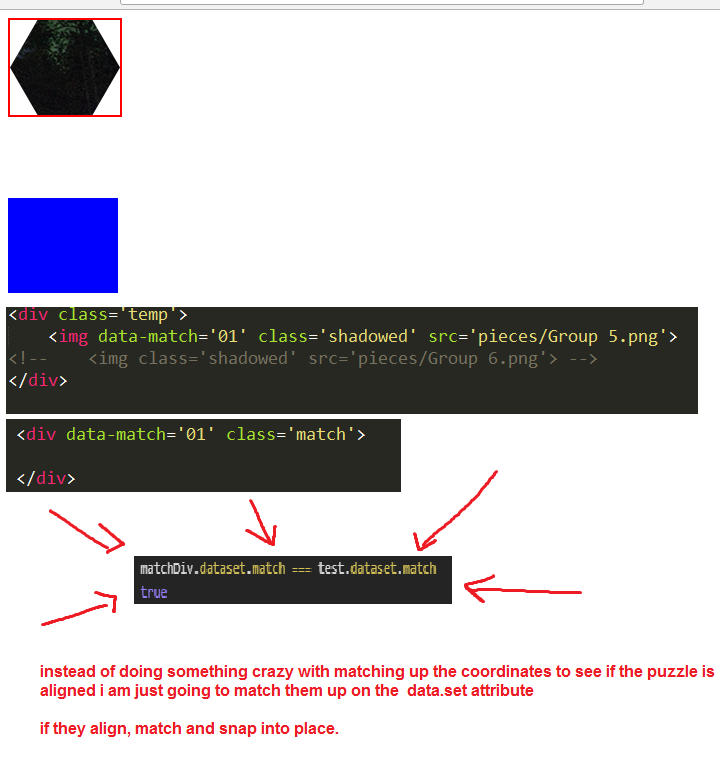 <div class='temp'>
<img data-match='01' class='shadowed' src='pieces/Group 5.png'>
<!-- <img class='shadowed' src='pieces/Group 6.png'> -->
</div>
<div data-match='01' class='match'>
</div>
matchDiv.dataset.match === test.dataset.match
true
instead of doing something crazy with matching up the coordinates to see if the puzzle is
aligned i am just going to match them up on the data.set attribute
if they align, match and snap into place.